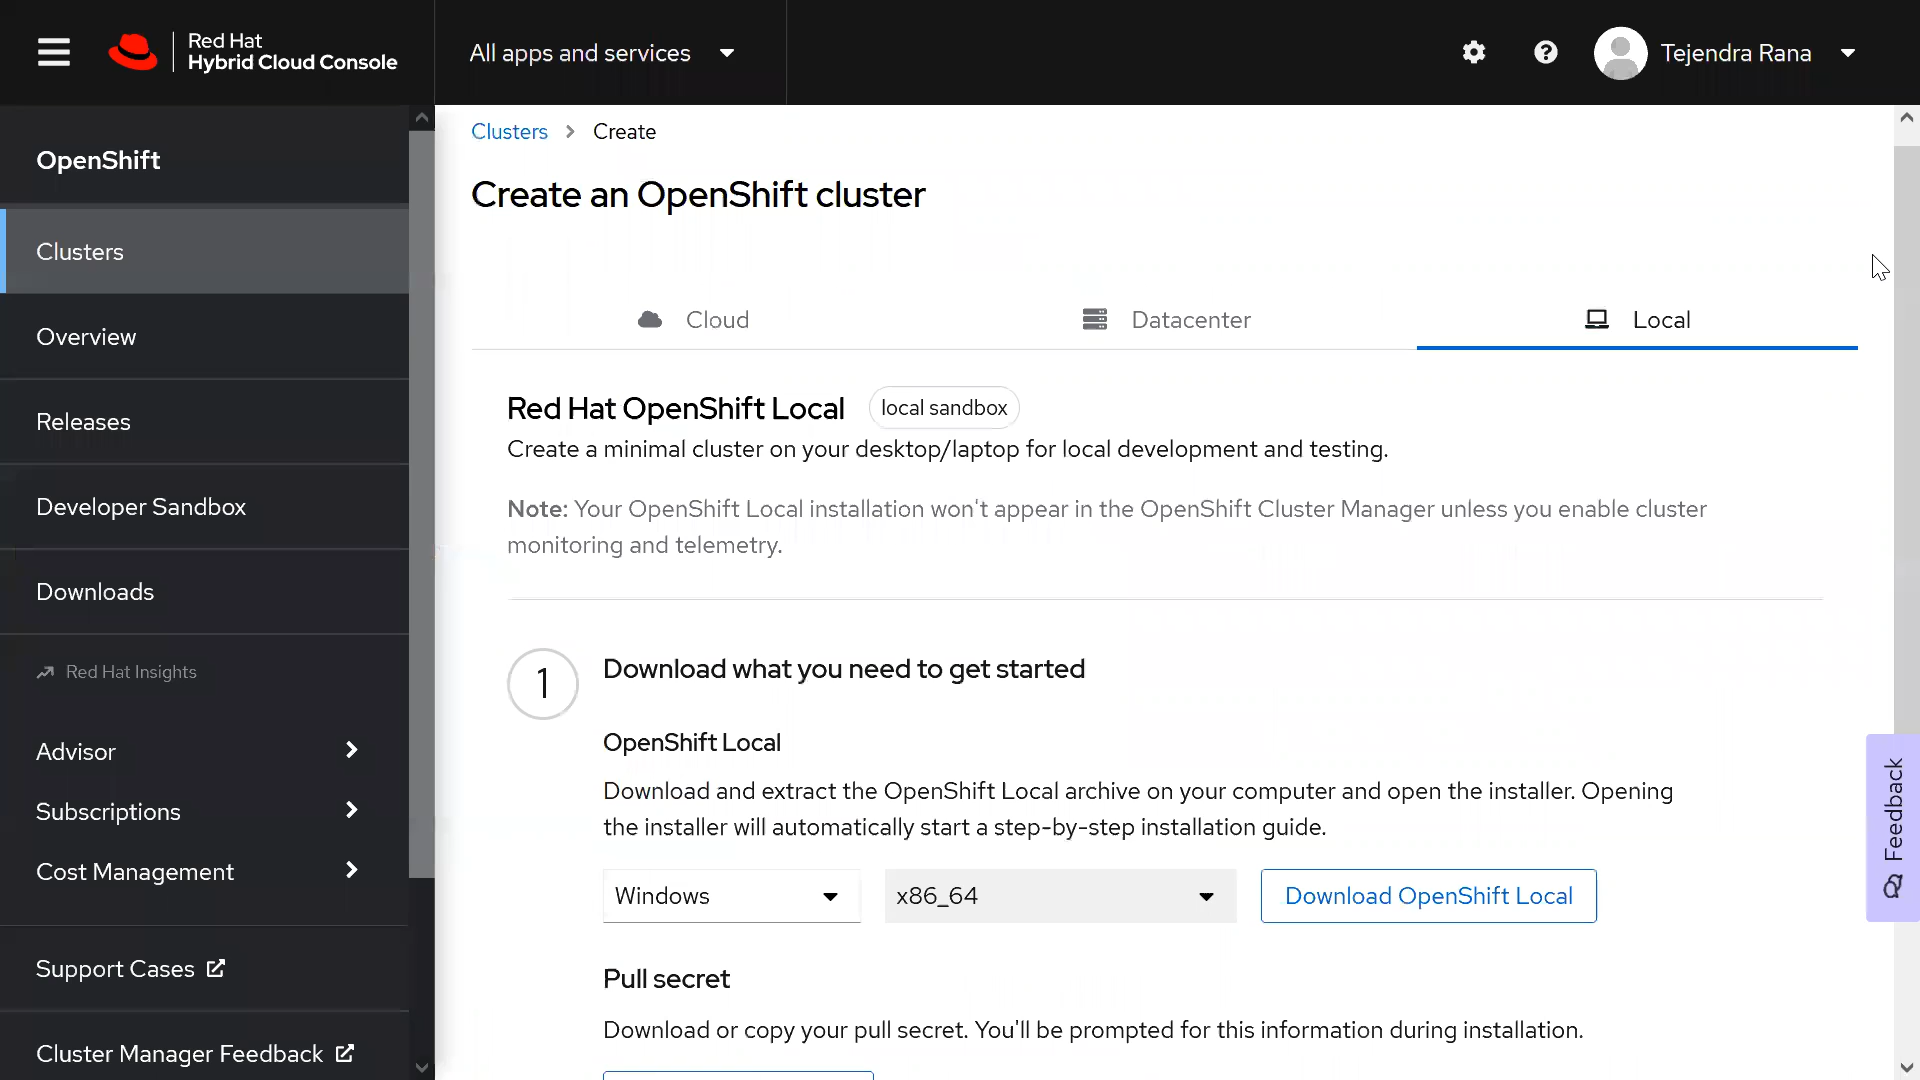 Red Hat
Hybrid Cloud Console
All apps and services
Tejendra Rana
OpenShift
Clusters
Overview
Releases
Developer Sandbox
Downloads
Red Hat Insights
Advisor
Subscriptions
Cost Management
Support Cases
Cluster Manager Feedback
Clusters > Create
Create an OpenShift cluster
Cloud
Datacenter
Local
Red Hat OpenShift Local local sandbox
Create a minimal cluster on your desktop/laptop for local development and testing.
Note: Your OpenShift Local installation won't appear in the OpenShift Cluster Manager unless you enable cluster
monitoring and telemetry.
1 Download what you need to get started
OpenShift Local
Download and extract the OpenShift Local archive on your computer and open the installer. Opening
the installer will automatically start a step-by-step installation guide.
Windows x86_64 Download OpenShift Local
Pull secret
Download or copy your pull secret. You'll be prompted for this information during installation.
Feedback